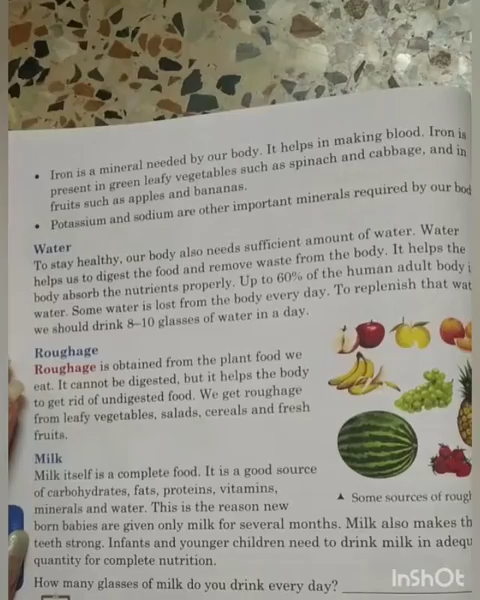 • Iron is a mineral needed by our body. It helps in making blood. Iron is
present in green leafy vegetables such as spinach and cabbage, and in
fruits such as apples and bananas.
• Potassium and sodium are other important minerals required by our bod
Water
To stay healthy, our body also needs sufficient amount of water. Water
helps us to digest the food and remove waste from the body. It helps the
body absorb the nutrients properly. Up to 60% of the human adult body i
water. Some water is lost from the body every day. To replenish that wat
we should drink 8–10 glasses of water in a day.
Roughage
Roughage is obtained from the plant food we
eat. It cannot be digested, but it helps the body
to get rid of undigested food. We get roughage
from leafy vegetables, salads, cereals and fresh
fruits.
▲ Some sources of rougl
Milk
Milk itself is a complete food. It is a good source
of carbohydrates, fats, proteins, vitamins,
minerals and water. This is the reason new
born babies are given only milk for several months. Milk also makes th
teeth strong. Infants and younger children need to drink milk in adequ
quantity for complete nutrition.
How many glasses of milk do you drink every day?
InShOt